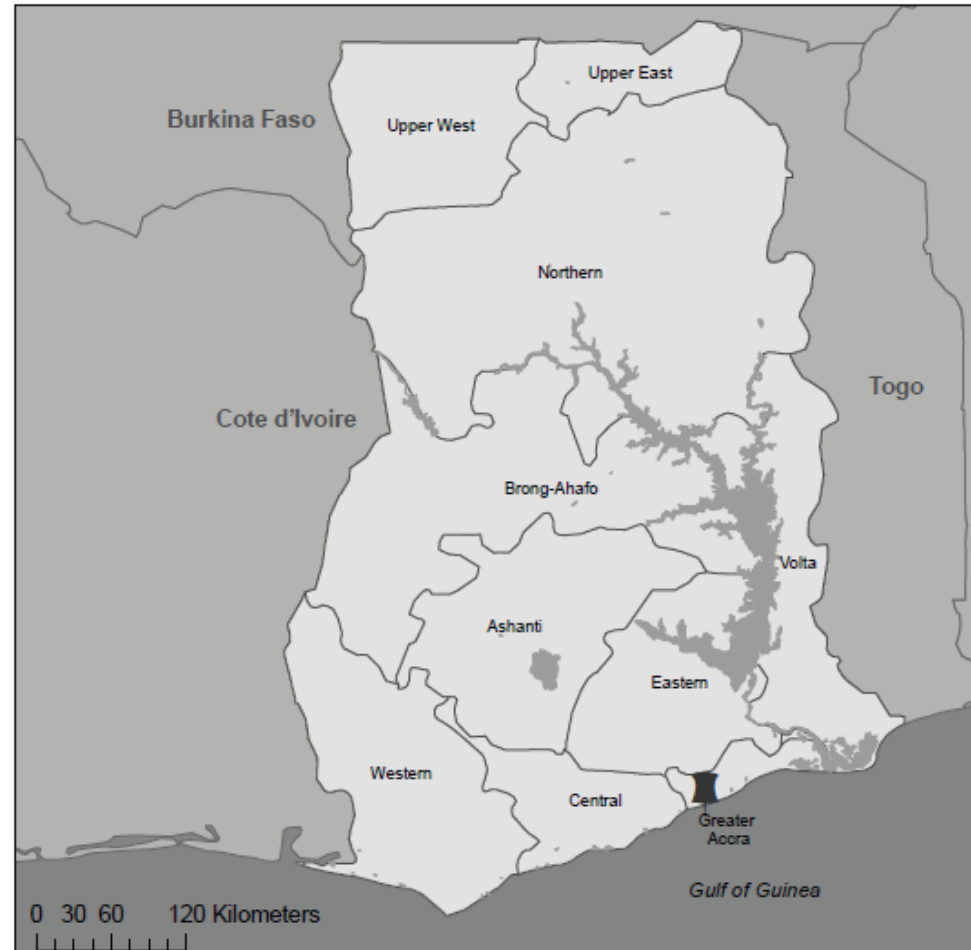 Upper East
Burkina Faso
Upper West
Northern
Togo
Cote d'Ivoire
Brong-Ahafo
Volta
Ashanti
Eastern
Western
Central
Greater
Accra
Gulf of Guinea
0 30 60 120 Kilometers